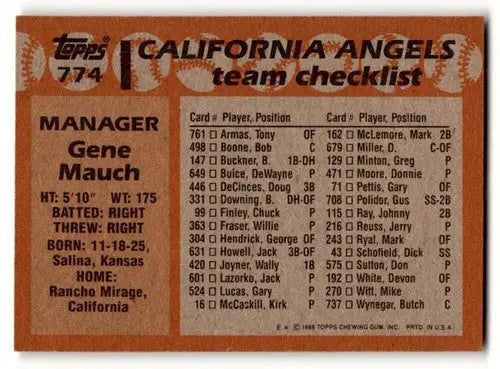 Topps®
774
CALIFORNIA ANGELS
team checklist
MANAGER
Gene
Mauch
HT: 5'10" WT: 175
BATTED: RIGHT
THREW: RIGHT
BORN: 11-18-25,
Salina, Kansas
HOME:
Rancho Mirage,
California
Card # Player, Position
761 Armas, Tony OF
498 Boone, Bob C
147 Buckner, B. 1B-DH
649 Buice, DeWayne P
446 DeCinces, Doug 3B
331 Downing, B. DH-OF
99 Finley, Chuck P
363 Fraser, Willie P
304 Hendrick, George OF
631 Howell, Jack 3B-OF
420 Joyner, Wally 1B
601 Lazorko, Jack P
524 Lucas, Gary P
16 McCaskill, Kirk P
Card # Player, Position
162 McLemore, Mark 2B
679 Miller, D. C-OF
129 Minton, Greg P
471 Moore, Donnie P
71 Pettis, Gary OF
708 Polidor, Gus SS-2B
115 Ray, Johnny 2B
216 Reuss, Jerry P
243 Ryal, Mark OF
43 Schofield, Dick SS
575 Sutton, Don P
192 White, Devon OF
270 Witt, Mike P
737 Wynegar, Butch C
E * © 1988 TOPPS CHEWING GUM, INC. PRTD. IN U.S.A.